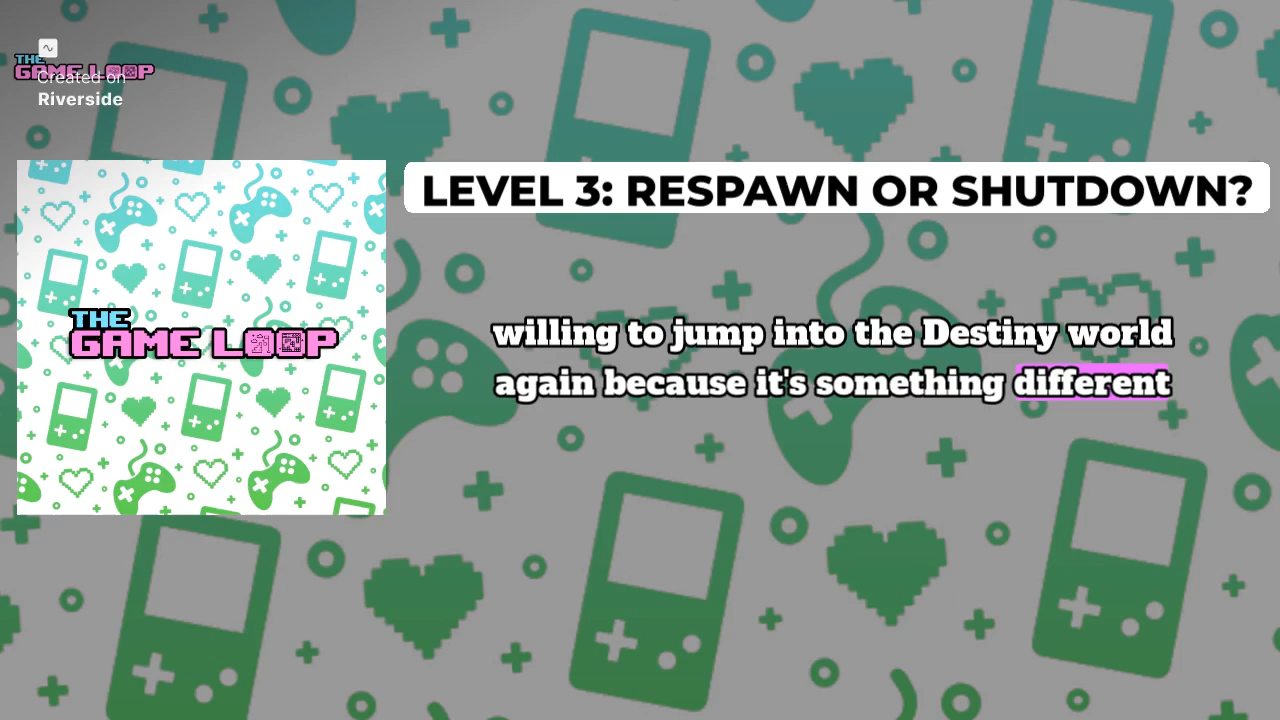 THE
GAME LOOP
Created on
Riverside
LEVEL 3: RESPAWN OR SHUTDOWN?
THE
GAME LOOP
willing to jump into the Destiny world
again because it's something different